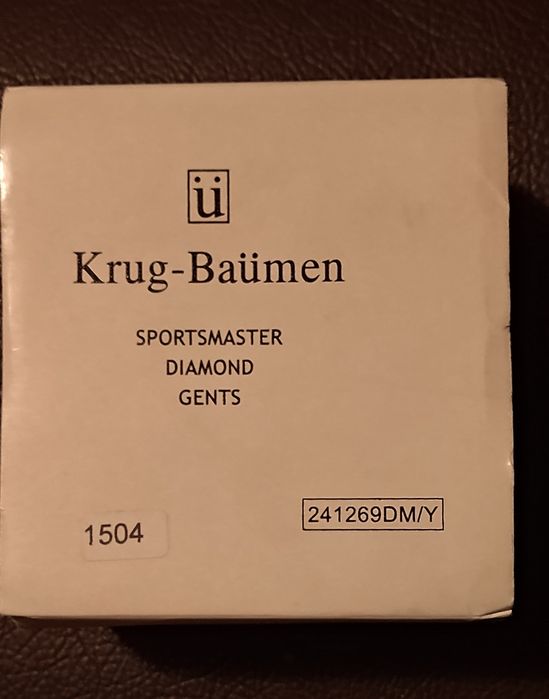 ü
Krug-Baümen
SPORTSMASTER
DIAMOND
GENTS
241269DM/Y
1504